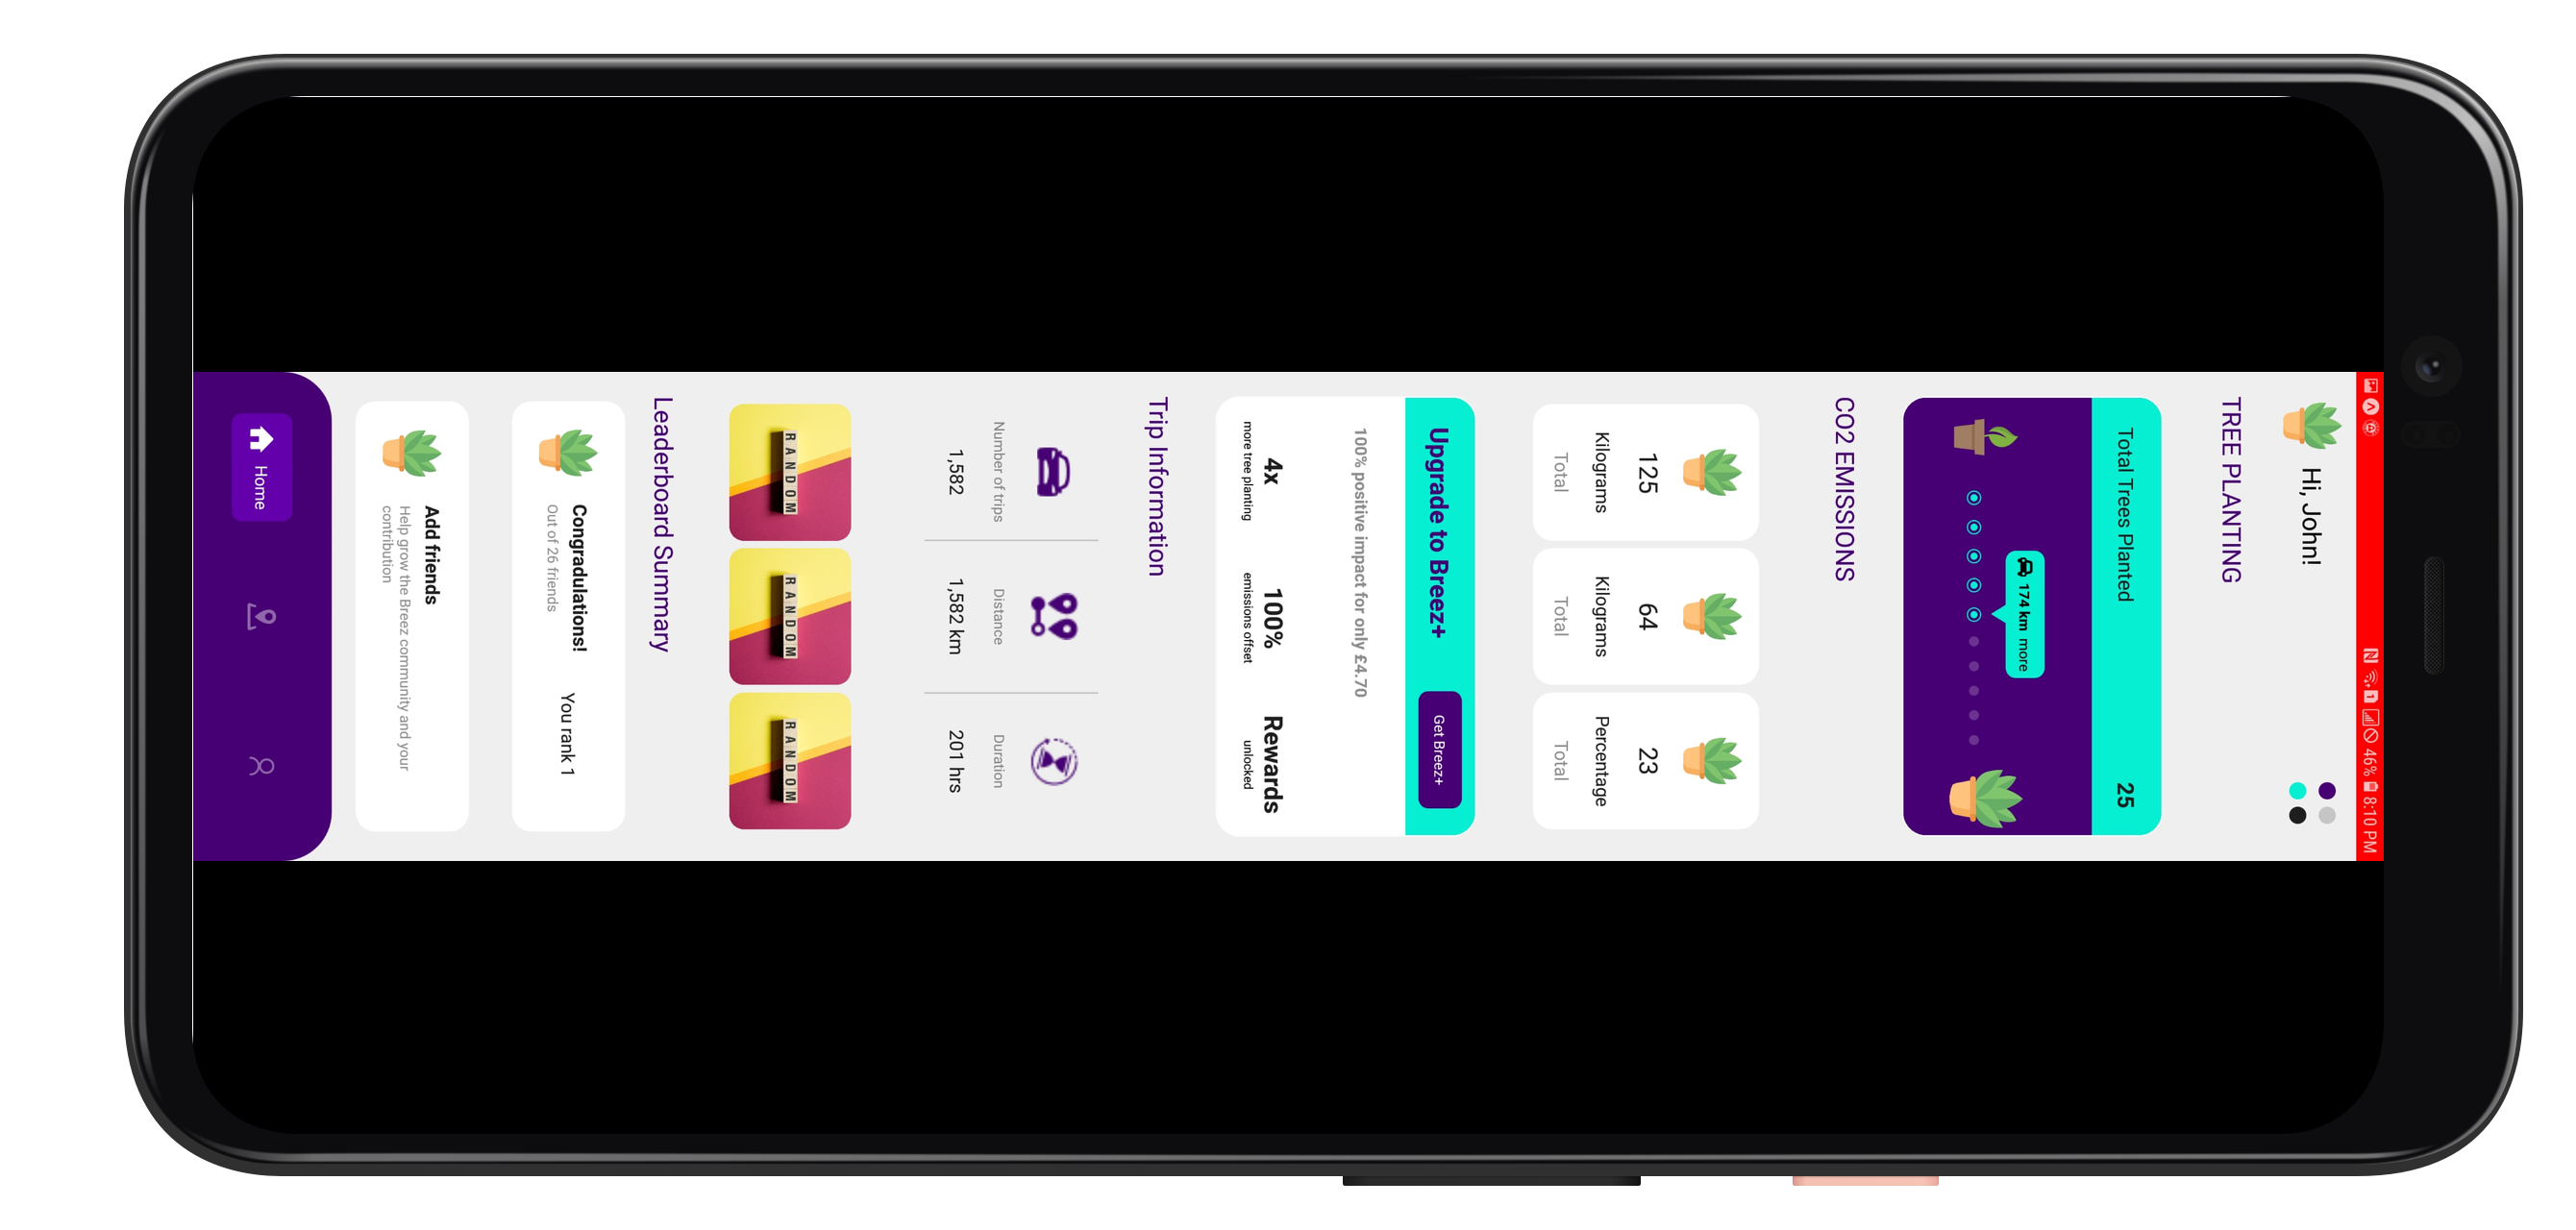 46% 8:10 PM
Hi, John!
TREE PLANTING
Total Trees Planted 25
174 km more
CO2 EMISSIONS
125 64 23
Kilograms Kilograms Percentage
Total Total Total
Upgrade to Breez+ Get Breez+
100% positive impact for only £4.70
4x 100% Rewards
more tree planting emissions offset unlocked
Trip Information
Number of trips Distance Duration
1,582 1,582 km 201 hrs
RANDOM RANDOM RANDOM
Leaderboard Summary
Congradulations!
Out of 26 friends
You rank 1
Add friends
Help grow the Breez community and your
contribution
Home